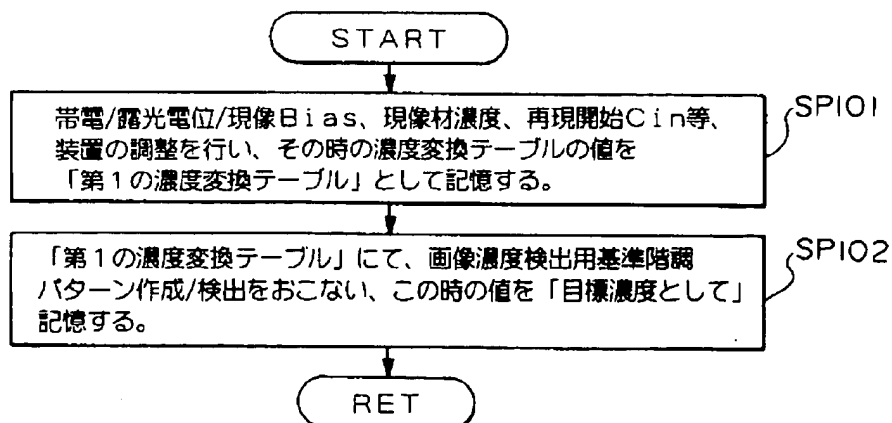 START
帯電/露光電位/現像Bias、現像材濃度、再現開始Cin等、
装置の調整を行い、その時の濃度変換テーブルの値を
「第1の濃度変換テーブル」として記憶する。
SP101
「第1の濃度変換テーブル」にて、画像濃度検出用基準階調
パターン作成/検出をおこない、この時の値を「目標濃度として」
記憶する。
SP102
RET